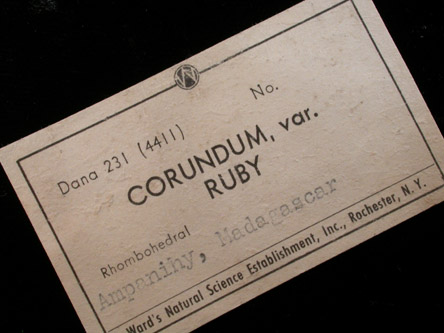 W
No.
Dana 231 (4411)
CORUNDUM, var.
RUBY
Rhombohedral
Ampanihy, Madagascar
Ward's Natural Science Establishment, Inc., Rochester, N. Y.